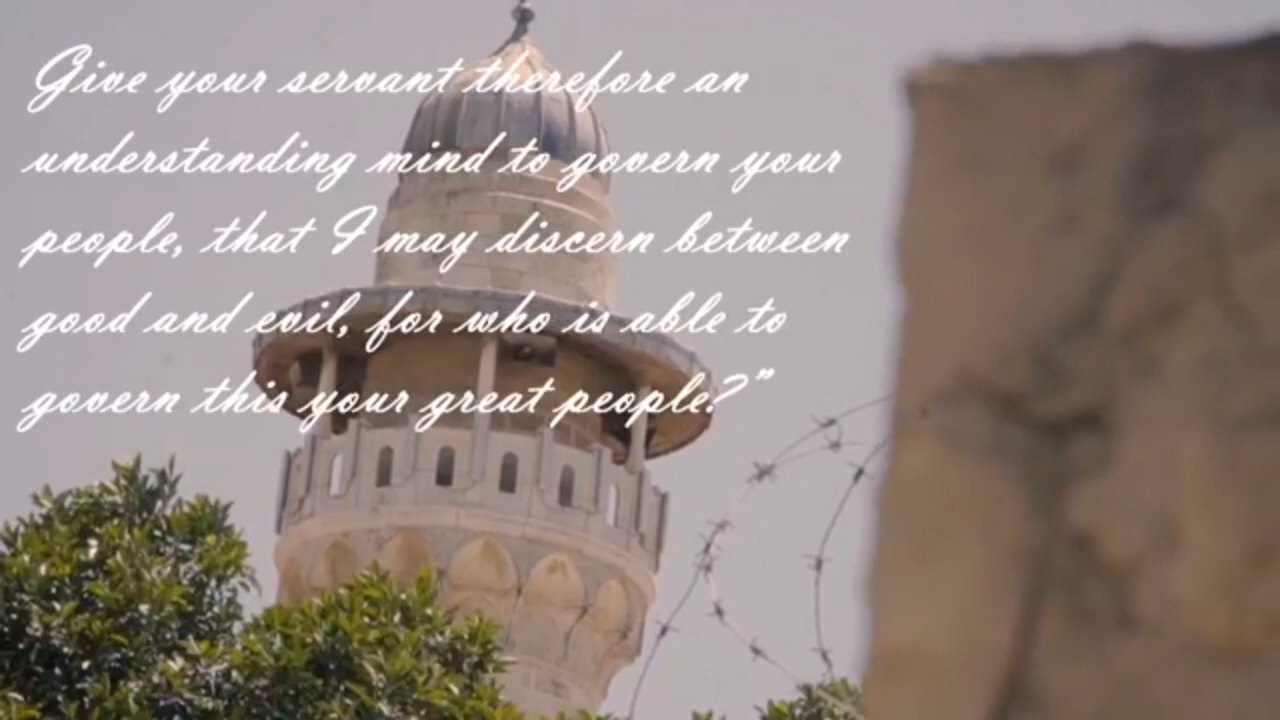 Give your servant therefore an
understanding mind to govern your
people, that I may discern between
good and evil, for who is able to
govern this your great people?”